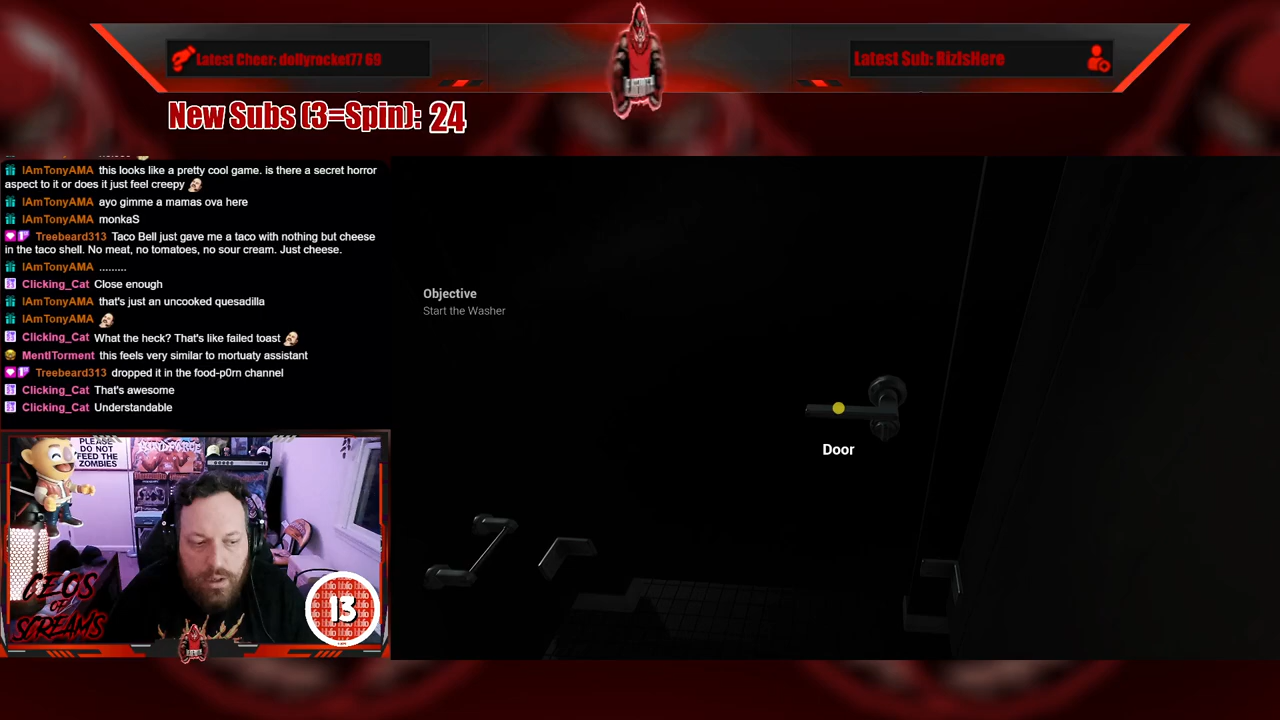 Latest Cheer: dollyrocket77 69
Latest Sub: RizIsHere
New Subs (3=Spin): 24
IAmTonyAMA this looks like a pretty cool game. is there a secret horror
aspect to it or does it just feel creepy
IAmTonyAMA ayo gimme a mamas ova here
IAmTonyAMA monkaS
Treebeard313 Taco Bell just gave me a taco with nothing but cheese
in the taco shell. No meat, no tomatoes, no sour cream. Just cheese.
IAmTonyAMA .........
Clicking_Cat Close enough
IAmTonyAMA that's just an uncooked quesadilla
IAmTonyAMA
Clicking_Cat What the heck? That's like failed toast
MentlTorment this feels very similar to mortuaty assistant
Treebeard313 dropped it in the food-p0rn channel
Clicking_Cat That's awesome
Clicking_Cat Understandable
Objective
Start the Washer
Door
PLEASE
DO NOT
FEED THE
ZOMBIES
CEO'S
OF
SCREAMS
13